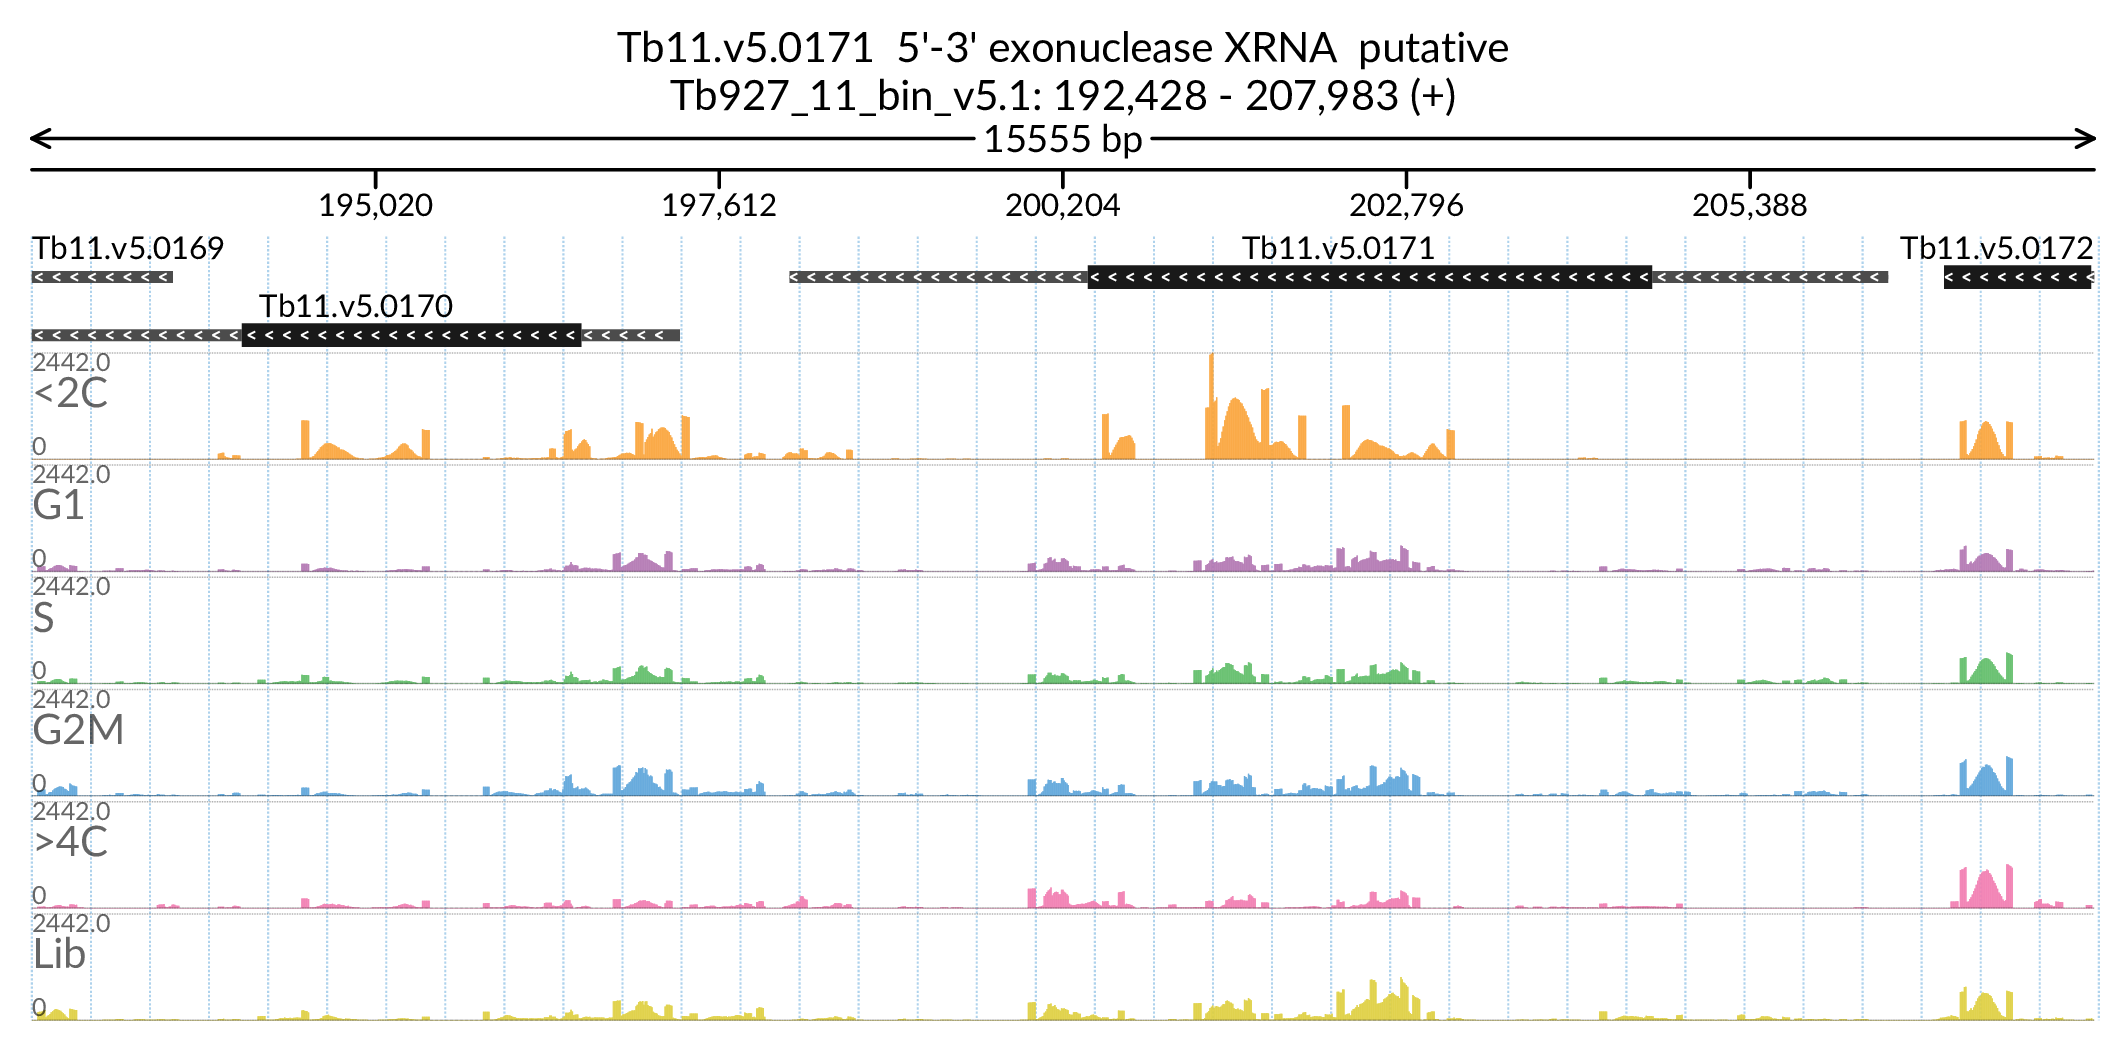 Tb11.v5.0171  5'-3' exonuclease XRNA  putative
Tb927_11_bin_v5.1: 192,428 - 207,983 (+)
15555 bp
195,020 197,612 200,204 202,796 205,388
Tb11.v5.0169 Tb11.v5.0171 Tb11.v5.0172
Tb11.v5.0170
2442.0
<2C
0
2442.0
G1
0
2442.0
S
0
2442.0
G2M
0
2442.0
>4C
0
2442.0
Lib
0